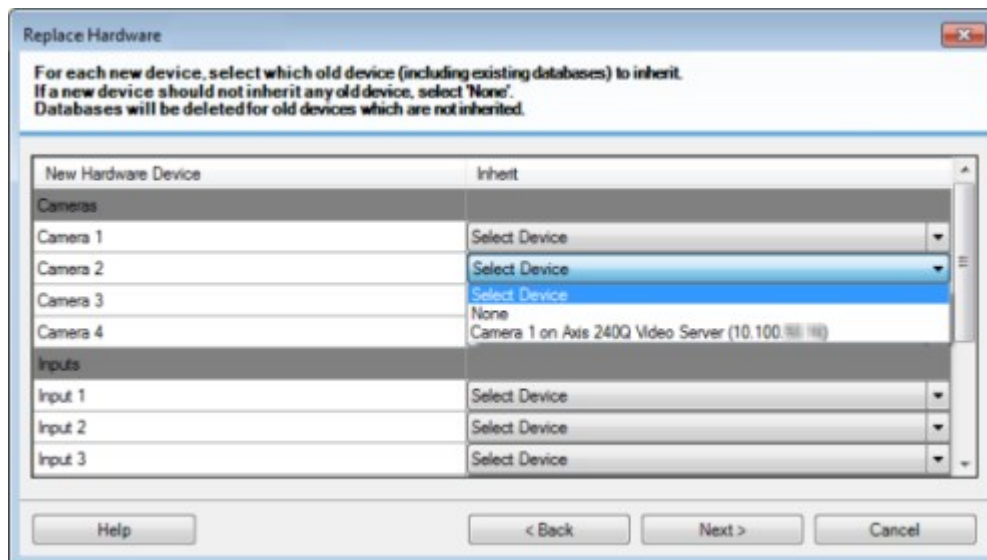 Replace Hardware
For each new device, select which old device (including existing databases) to inherit.
If a new device should not inherit any old device, select 'None'.
Databases will be deleted for old devices which are not inherited.
New Hardware Device Inherit
Cameras
Camera 1 Select Device
Camera 2 Select Device
Select Device
Camera 3
None
Camera 4 Camera 1 on Axis 240Q Video Server (10.100.
Inputs
Input 1 Select Device
Input 2 Select Device
Input 3 Select Device
Help < Back Next > Cancel